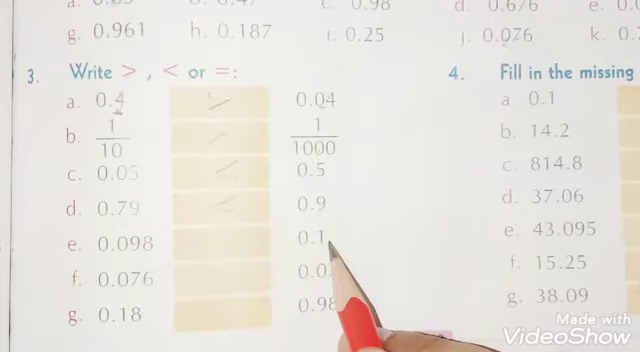 d. 0.676
g. 0.961 h. 0.187 i. 0.25 j. 0.076 k.
3. Write > , < or =:
a. 0.4 > 0.04
b. 1/10 1/1000
c. 0.05 < 0.5
d. 0.79 < 0.9
e. 0.098 0.1
f. 0.076
g. 0.18 0.98
4. Fill in the missing
a 0.1
b. 14.2
c. 814.8
d. 37.06
e. 43.095
f. 15.25
g. 38.09
Made with
VideoShow